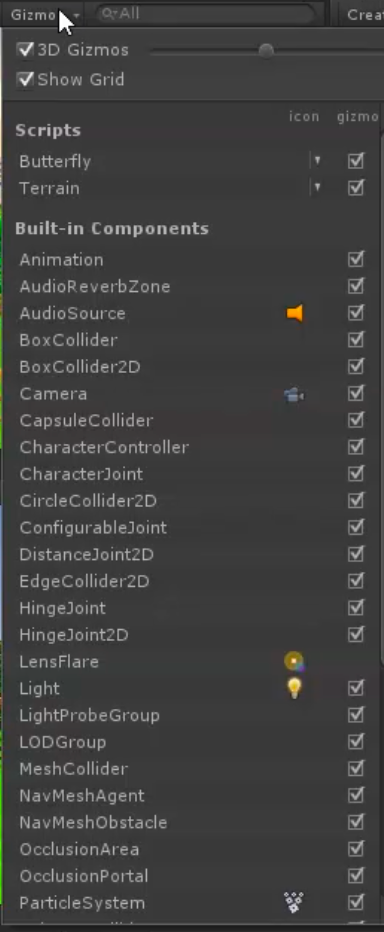 Gizmo All Crea
3D Gizmos
Show Grid
icon gizmo
Scripts
Butterfly
Terrain
Built-in Components
Animation
AudioReverbZone
AudioSource
BoxCollider
BoxCollider2D
Camera
CapsuleCollider
CharacterController
CharacterJoint
CircleCollider2D
ConfigurableJoint
DistanceJoint2D
EdgeCollider2D
HingeJoint
HingeJoint2D
LensFlare
Light
LightProbeGroup
LODGroup
MeshCollider
NavMeshAgent
NavMeshObstacle
OcclusionArea
OcclusionPortal
ParticleSystem